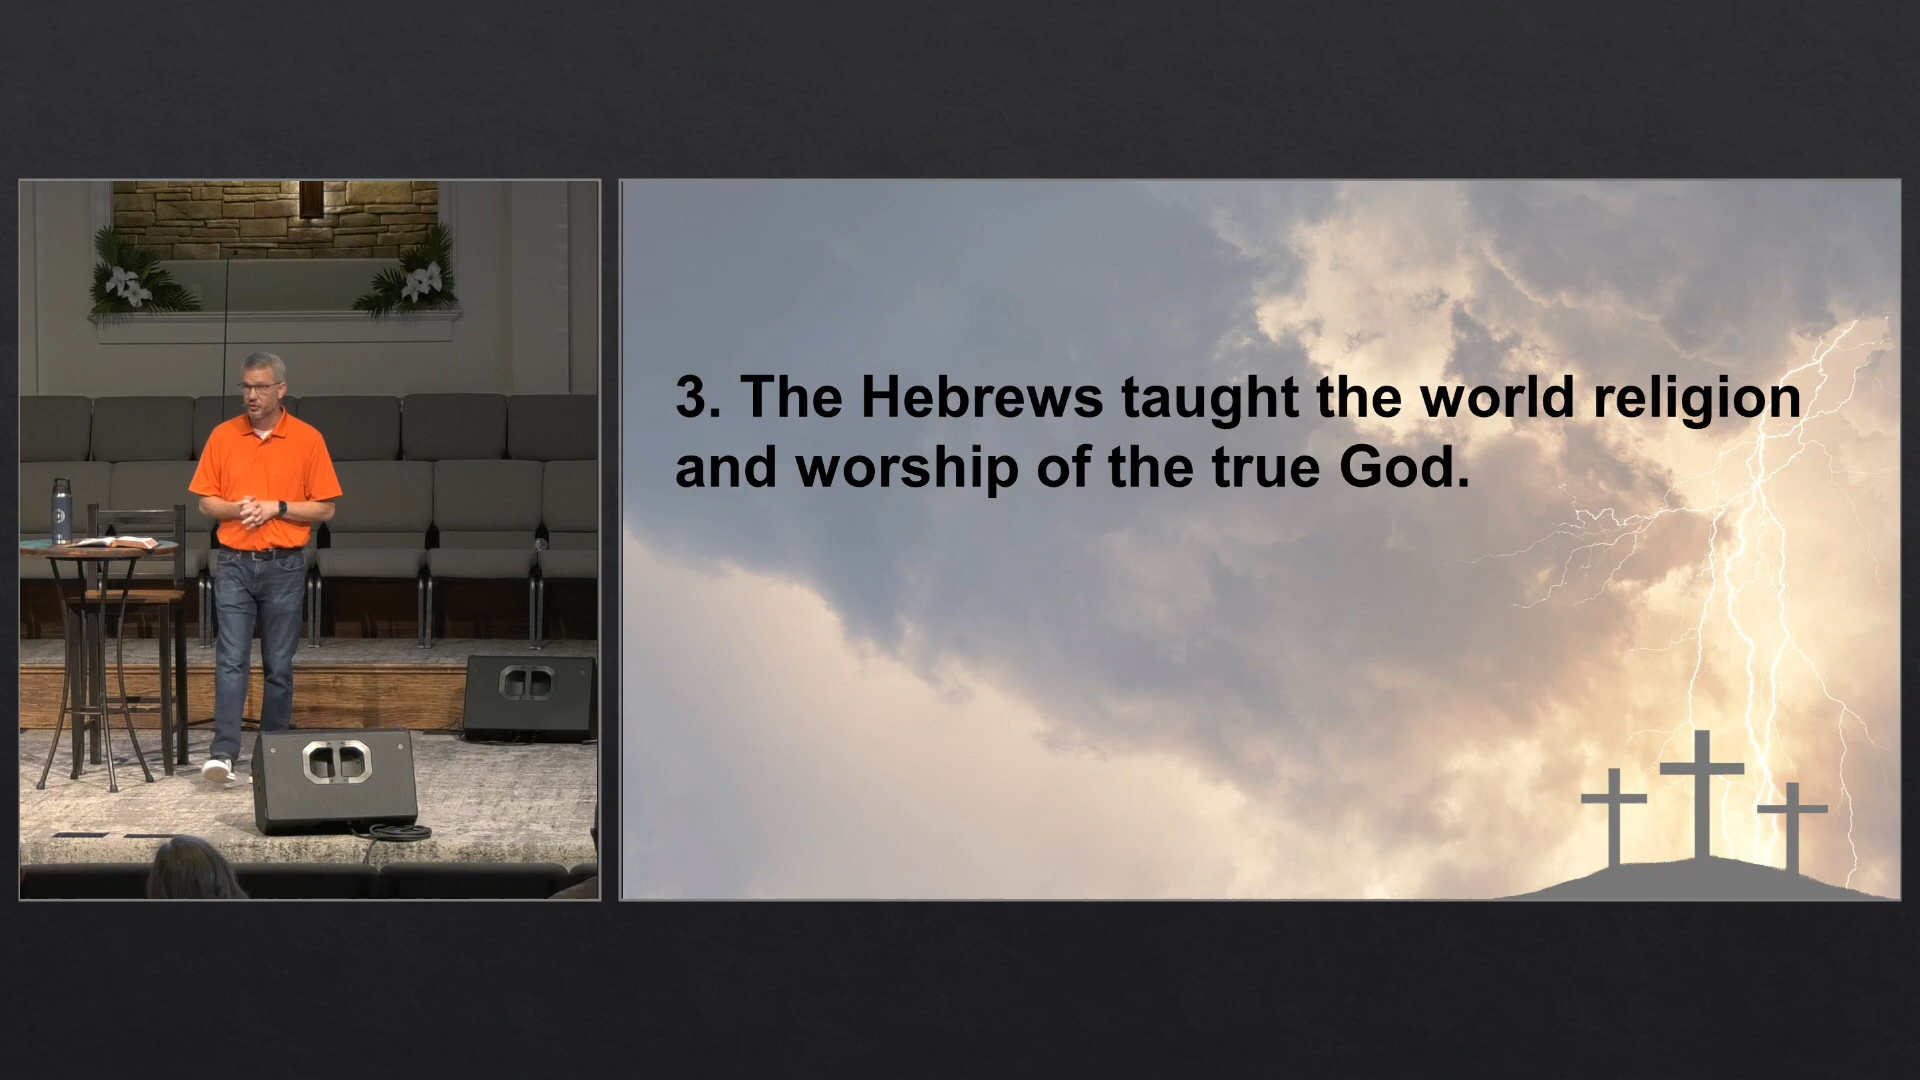 3. The Hebrews taught the world religion
and worship of the true God.